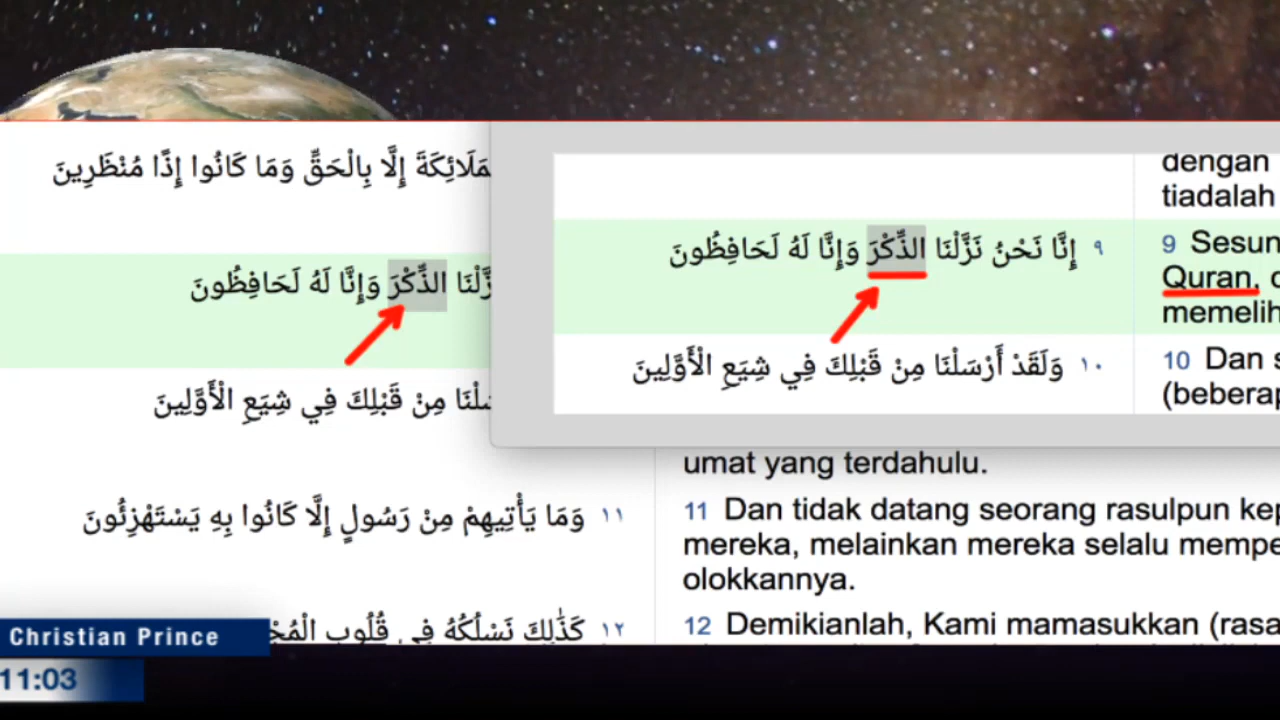 مَلَائِكَةَ إِلَّا بِالْحَقِّ وَمَا كَانُوا إِذًا مُنْظَرِينَ
الذِّكْرَ وَإِنَّا لَهُ لَحَافِظُونَ
مِنْ قَبْلِكَ فِي شِيَعِ الْأَوَّلِينَ
١١ وَمَا يَأْتِيهِمْ مِنْ رَسُولٍ إِلَّا كَانُوا بِهِ يَسْتَهْزِئُونَ
١٢ كَذَٰلِكَ نَسْلُكُهُ فِي قُلُوبِ
dengan
tiadalah
٩ إِنَّا نَحْنُ نَزَّلْنَا الذِّكْرَ وَإِنَّا لَهُ لَحَافِظُونَ
9 Sesun
Quran,
memelih
١٠ وَلَقَدْ أَرْسَلْنَا مِنْ قَبْلِكَ فِي شِيَعِ الْأَوَّلِينَ
10 Dan s
(beberap
umat yang terdahulu.
11 Dan tidak datang seorang rasulpun kep
mereka, melainkan mereka selalu mempe
olokkannya.
12 Demikianlah, Kami mamasukkan (rasa
Christian Prince
11:03